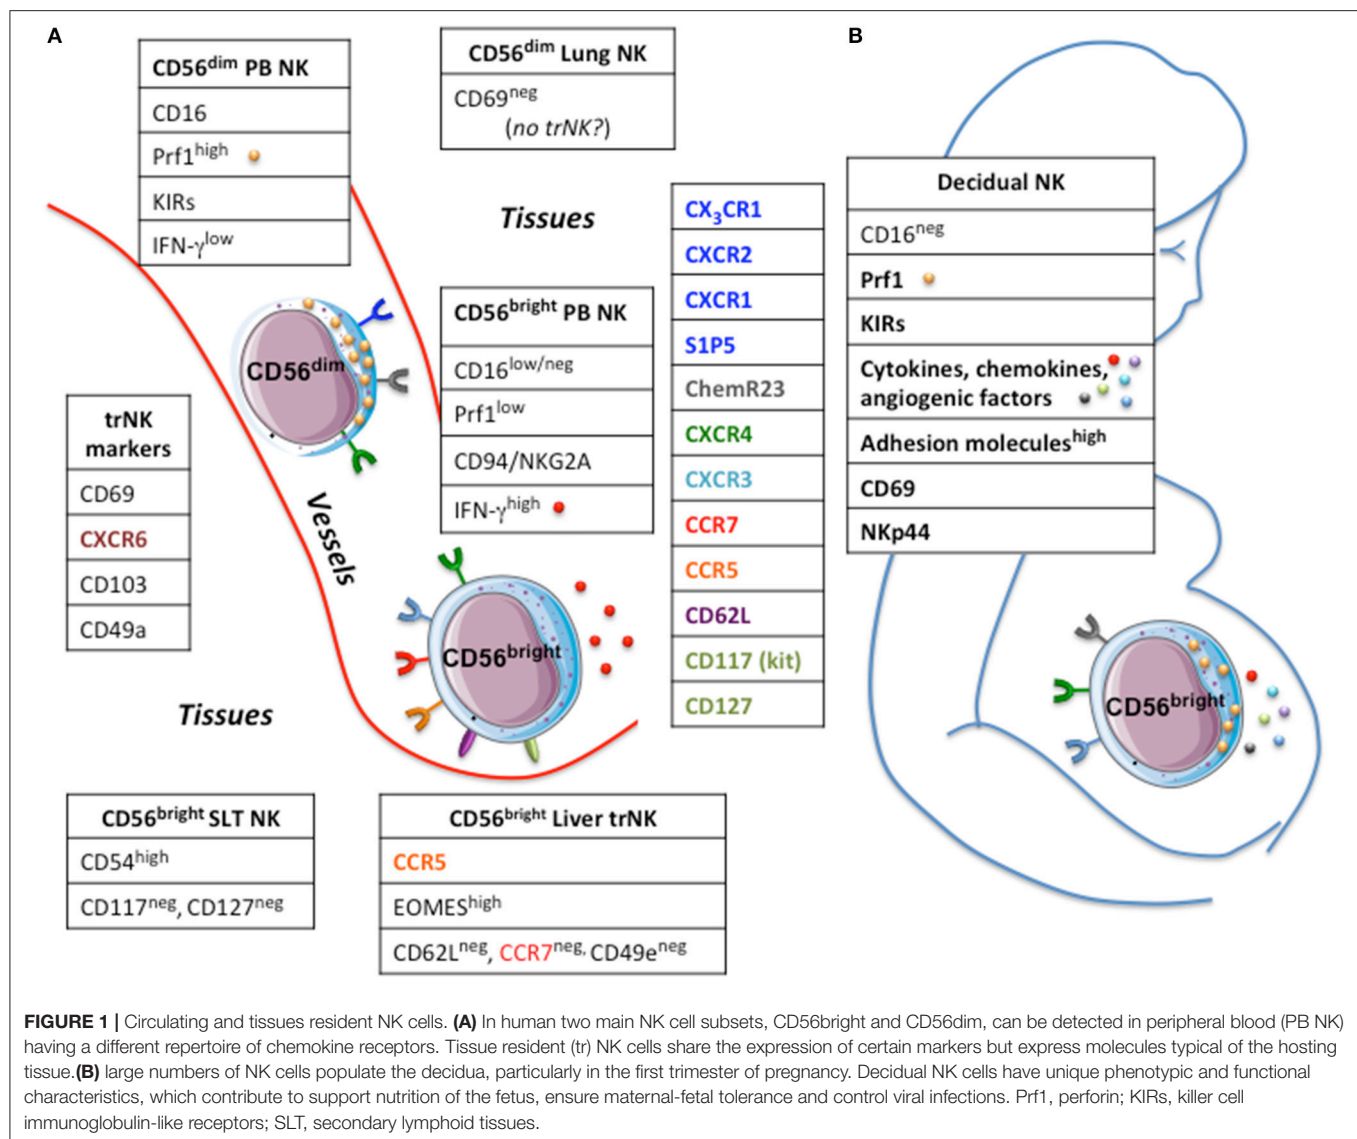 A
CD56dim PB NK
CD16
Prf1high
KIRs
IFN-γlow
CD56dim Lung NK
CD69neg
(no trNK?)
Tissues
CD56dim
CD56bright PB NK
CD16low/neg
Prf1low
CD94/NKG2A
IFN-γhigh
trNK
markers
CD69
CXCR6
CD103
CD49a
Vessels
CD56bright
Tissues
CX3CR1
CXCR2
CXCR1
S1P5
ChemR23
CXCR4
CXCR3
CCR7
CCR5
CD62L
CD117 (kit)
CD127
CD56bright SLT NK
CD54high
CD117neg, CD127neg
CD56bright Liver trNK
CCR5
EOMEShigh
CD62Lneg, CCR7neg, CD49eneg
B
Decidual NK
CD16neg
Prf1
KIRs
Cytokines, chemokines,
angiogenic factors
Adhesion moleculeshigh
CD69
NKp44
CD56bright
FIGURE 1 | Circulating and tissues resident NK cells. (A) In human two main NK cell subsets, CD56bright and CD56dim, can be detected in peripheral blood (PB NK)
having a different repertoire of chemokine receptors. Tissue resident (tr) NK cells share the expression of certain markers but express molecules typical of the hosting
tissue.(B) large numbers of NK cells populate the decidua, particularly in the first trimester of pregnancy. Decidual NK cells have unique phenotypic and functional
characteristics, which contribute to support nutrition of the fetus, ensure maternal-fetal tolerance and control viral infections. Prf1, perforin; KIRs, killer cell
immunoglobulin-like receptors; SLT, secondary lymphoid tissues.